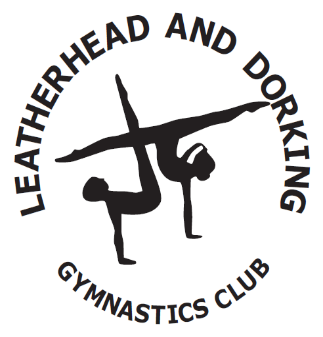 LEATHERHEAD AND DORKING
GYMNASTICS CLUB